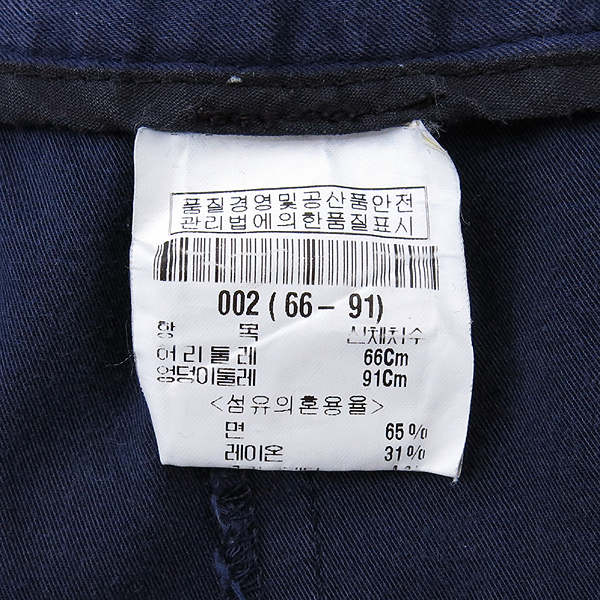 품질경영및공산품안전
관리법에의한품질표시
002 ( 66 – 91)
항 목 신체치수
허리둘레 66Cm
엉덩이둘레 91Cm
<섬유의혼용율>
면 65%
레이온 31%